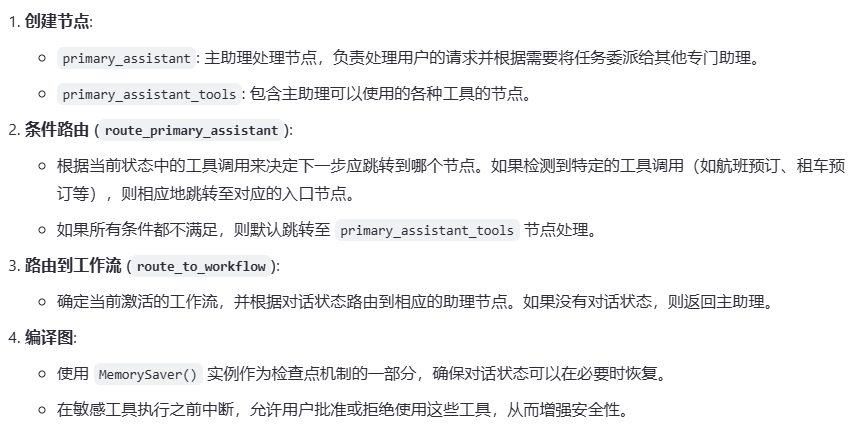 1. 创建节点:
◦ primary_assistant: 主助理处理节点，负责处理用户的请求并根据需要将任务委派给其他专门助理。
◦ primary_assistant_tools: 包含主助理可以使用的各种工具的节点。
2. 条件路由 (route_primary_assistant):
◦ 根据当前状态中的工具调用来决定下一步应跳转到哪个节点。如果检测到特定的工具调用（如航班预订、租车预
订等），则相应地跳转至对应的入口节点。
◦ 如果所有条件都不满足，则默认跳转至 primary_assistant_tools 节点处理。
3. 路由到工作流 (route_to_workflow):
◦ 确定当前激活的工作流，并根据对话状态路由到相应的助理节点。如果没有对话状态，则返回主助理。
4. 编译图:
◦ 使用 MemorySaver() 实例作为检查点机制的一部分，确保对话状态可以在必要时恢复。
◦ 在敏感工具执行之前中断，允许用户批准或拒绝使用这些工具，从而增强安全性。